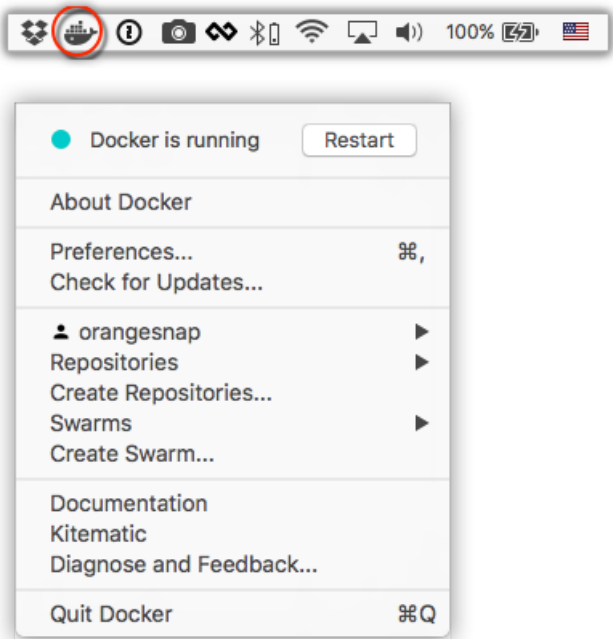 100%
Docker is running Restart
About Docker
Preferences... ⌘,
Check for Updates...
orangesnap
Repositories
Create Repositories...
Swarms
Create Swarm...
Documentation
Kitematic
Diagnose and Feedback...
Quit Docker ⌘Q